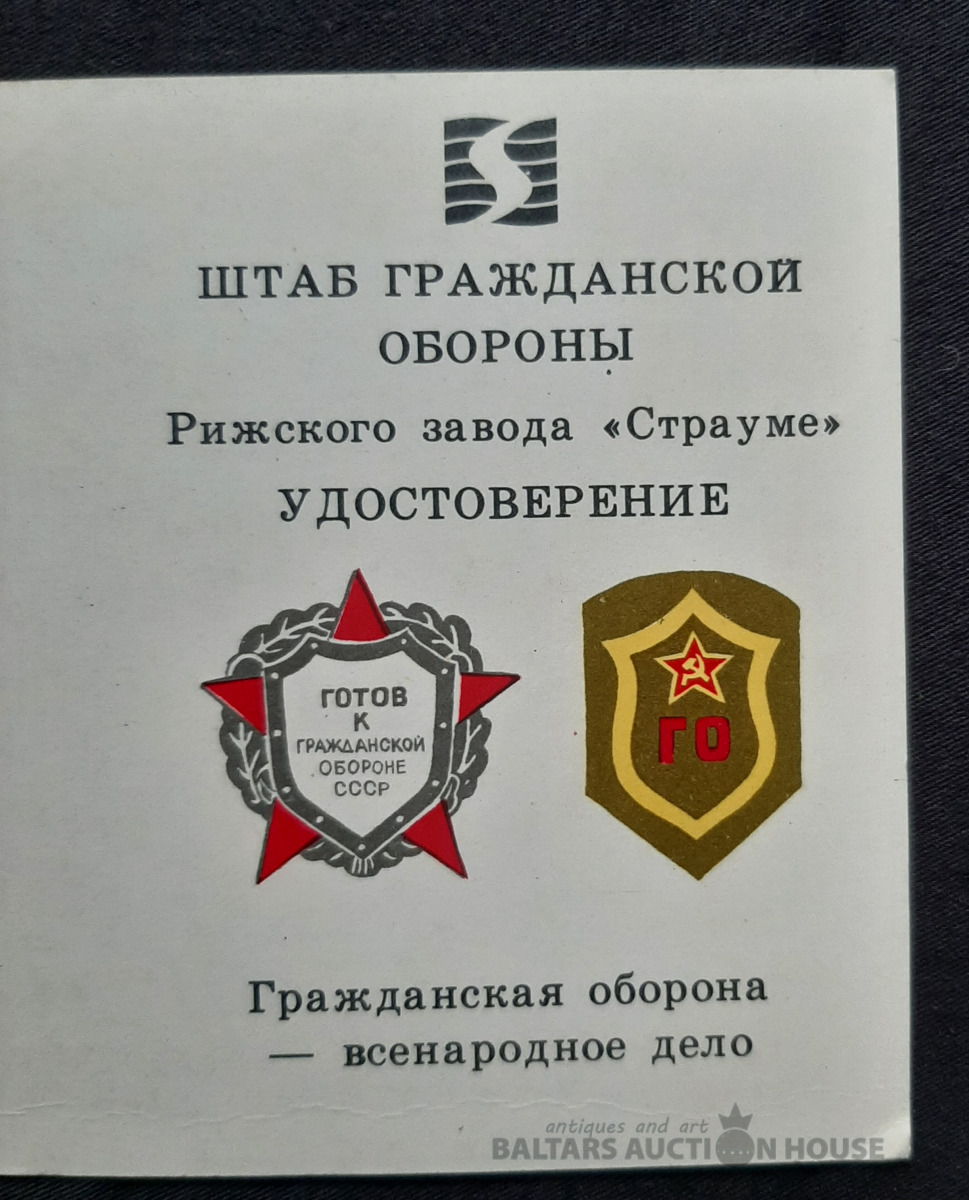 ШТАБ ГРАЖДАНСКОЙ
ОБОРОНЫ
Рижского завода «Страуме»
УДОСТОВЕРЕНИЕ
ГОТОВ
К
ГРАЖДАНСКОЙ
ОБОРОНЕ
СССР
ГО
Гражданская оборона
— всенародное дело
antiques and art
BALTARS AUCTION HOUSE